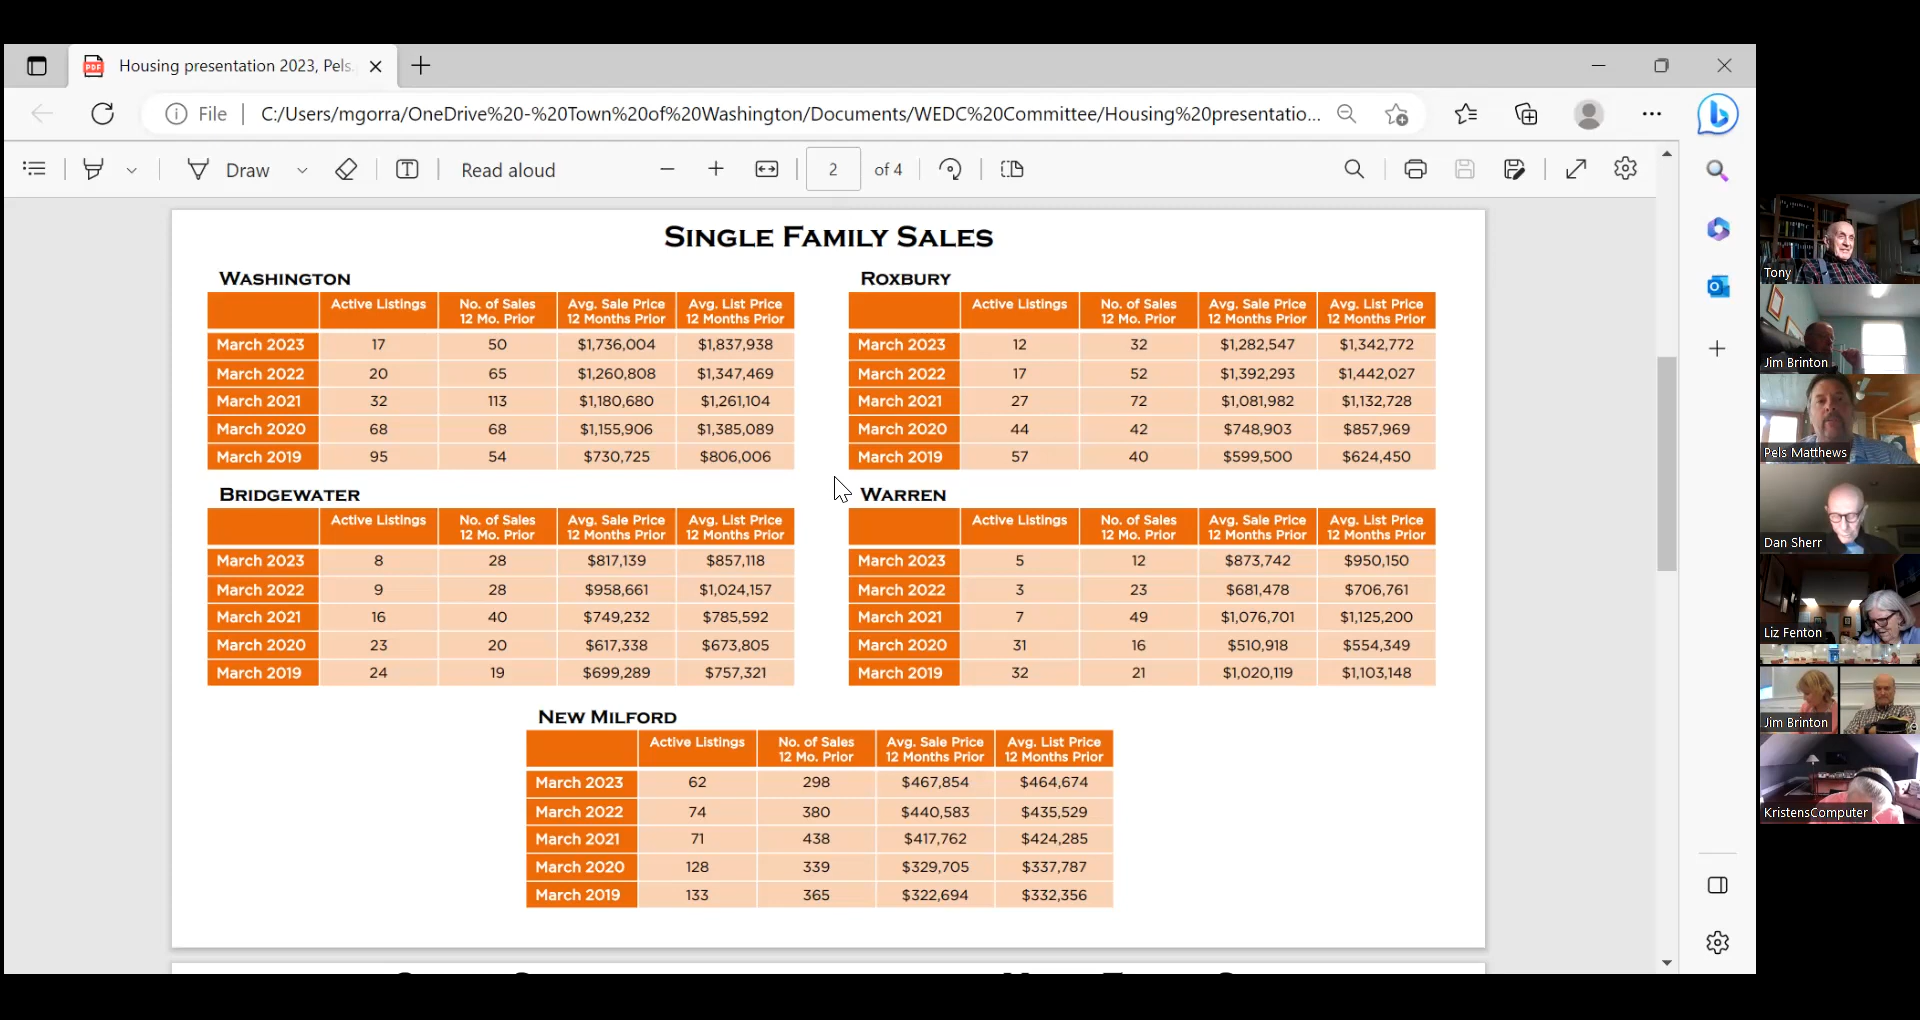 Housing presentation 2023, Pels.
File
C:/Users/mgorra/OneDrive%20-%20Town%20of%20Washington/Documents/WEDC%20Committee/Housing%20presentatio...
Draw
Read aloud
2
of 4
SINGLE FAMILY SALES
WASHINGTON
Active Listings No. of Sales 12 Mo. Prior Avg. Sale Price 12 Months Prior Avg. List Price 12 Months Prior
March 2023 17 50 $1,736,004 $1,837,938
March 2022 20 65 $1,260,808 $1,347,469
March 2021 32 113 $1,180,680 $1,261,104
March 2020 68 68 $1,155,906 $1,385,089
March 2019 95 54 $730,725 $806,006
ROXBURY
Active Listings No. of Sales 12 Mo. Prior Avg. Sale Price 12 Months Prior Avg. List Price 12 Months Prior
March 2023 12 32 $1,282,547 $1,342,772
March 2022 17 52 $1,392,293 $1,442,027
March 2021 27 72 $1,081,982 $1,132,728
March 2020 44 42 $748,903 $857,969
March 2019 57 40 $599,500 $624,450
BRIDGEWATER
Active Listings No. of Sales 12 Mo. Prior Avg. Sale Price 12 Months Prior Avg. List Price 12 Months Prior
March 2023 8 28 $817,139 $857,118
March 2022 9 28 $958,661 $1,024,157
March 2021 16 40 $749,232 $785,592
March 2020 23 20 $617,338 $673,805
March 2019 24 19 $699,289 $757,321
WARREN
Active Listings No. of Sales 12 Mo. Prior Avg. Sale Price 12 Months Prior Avg. List Price 12 Months Prior
March 2023 5 12 $873,742 $950,150
March 2022 3 23 $681,478 $706,761
March 2021 7 49 $1,076,701 $1,125,200
March 2020 31 16 $510,918 $554,349
March 2019 32 21 $1,020,119 $1,103,148
NEW MILFORD
Active Listings No. of Sales 12 Mo. Prior Avg. Sale Price 12 Months Prior Avg. List Price 12 Months Prior
March 2023 62 298 $467,854 $464,674
March 2022 74 380 $440,583 $435,529
March 2021 71 438 $417,762 $424,285
March 2020 128 339 $329,705 $337,787
March 2019 133 365 $322,694 $332,356
Tony
Jim Brinton
Pels Matthews
Dan Sherr
Liz Fenton
Jim Brinton
KristensComputer